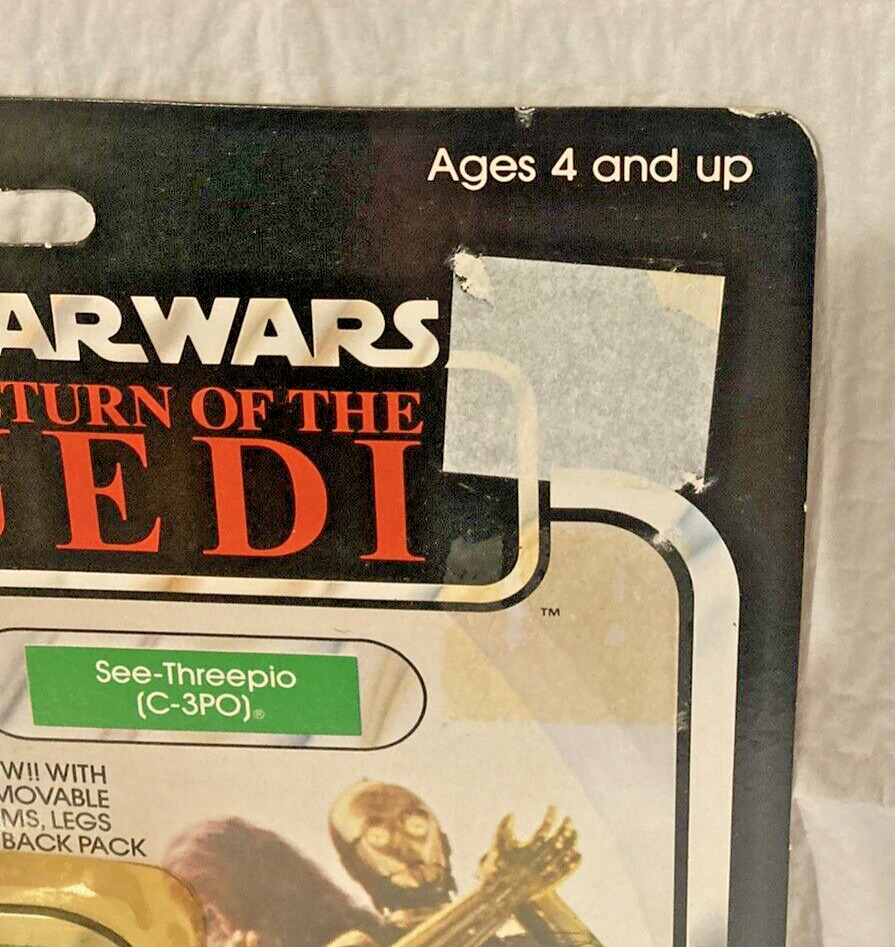 Ages 4 and up
AR WARS
TURN OF THE
JEDI
TM
See-Threepio
(C-3PO)®
W!! WITH
MOVABLE
MS, LEGS
BACK PACK